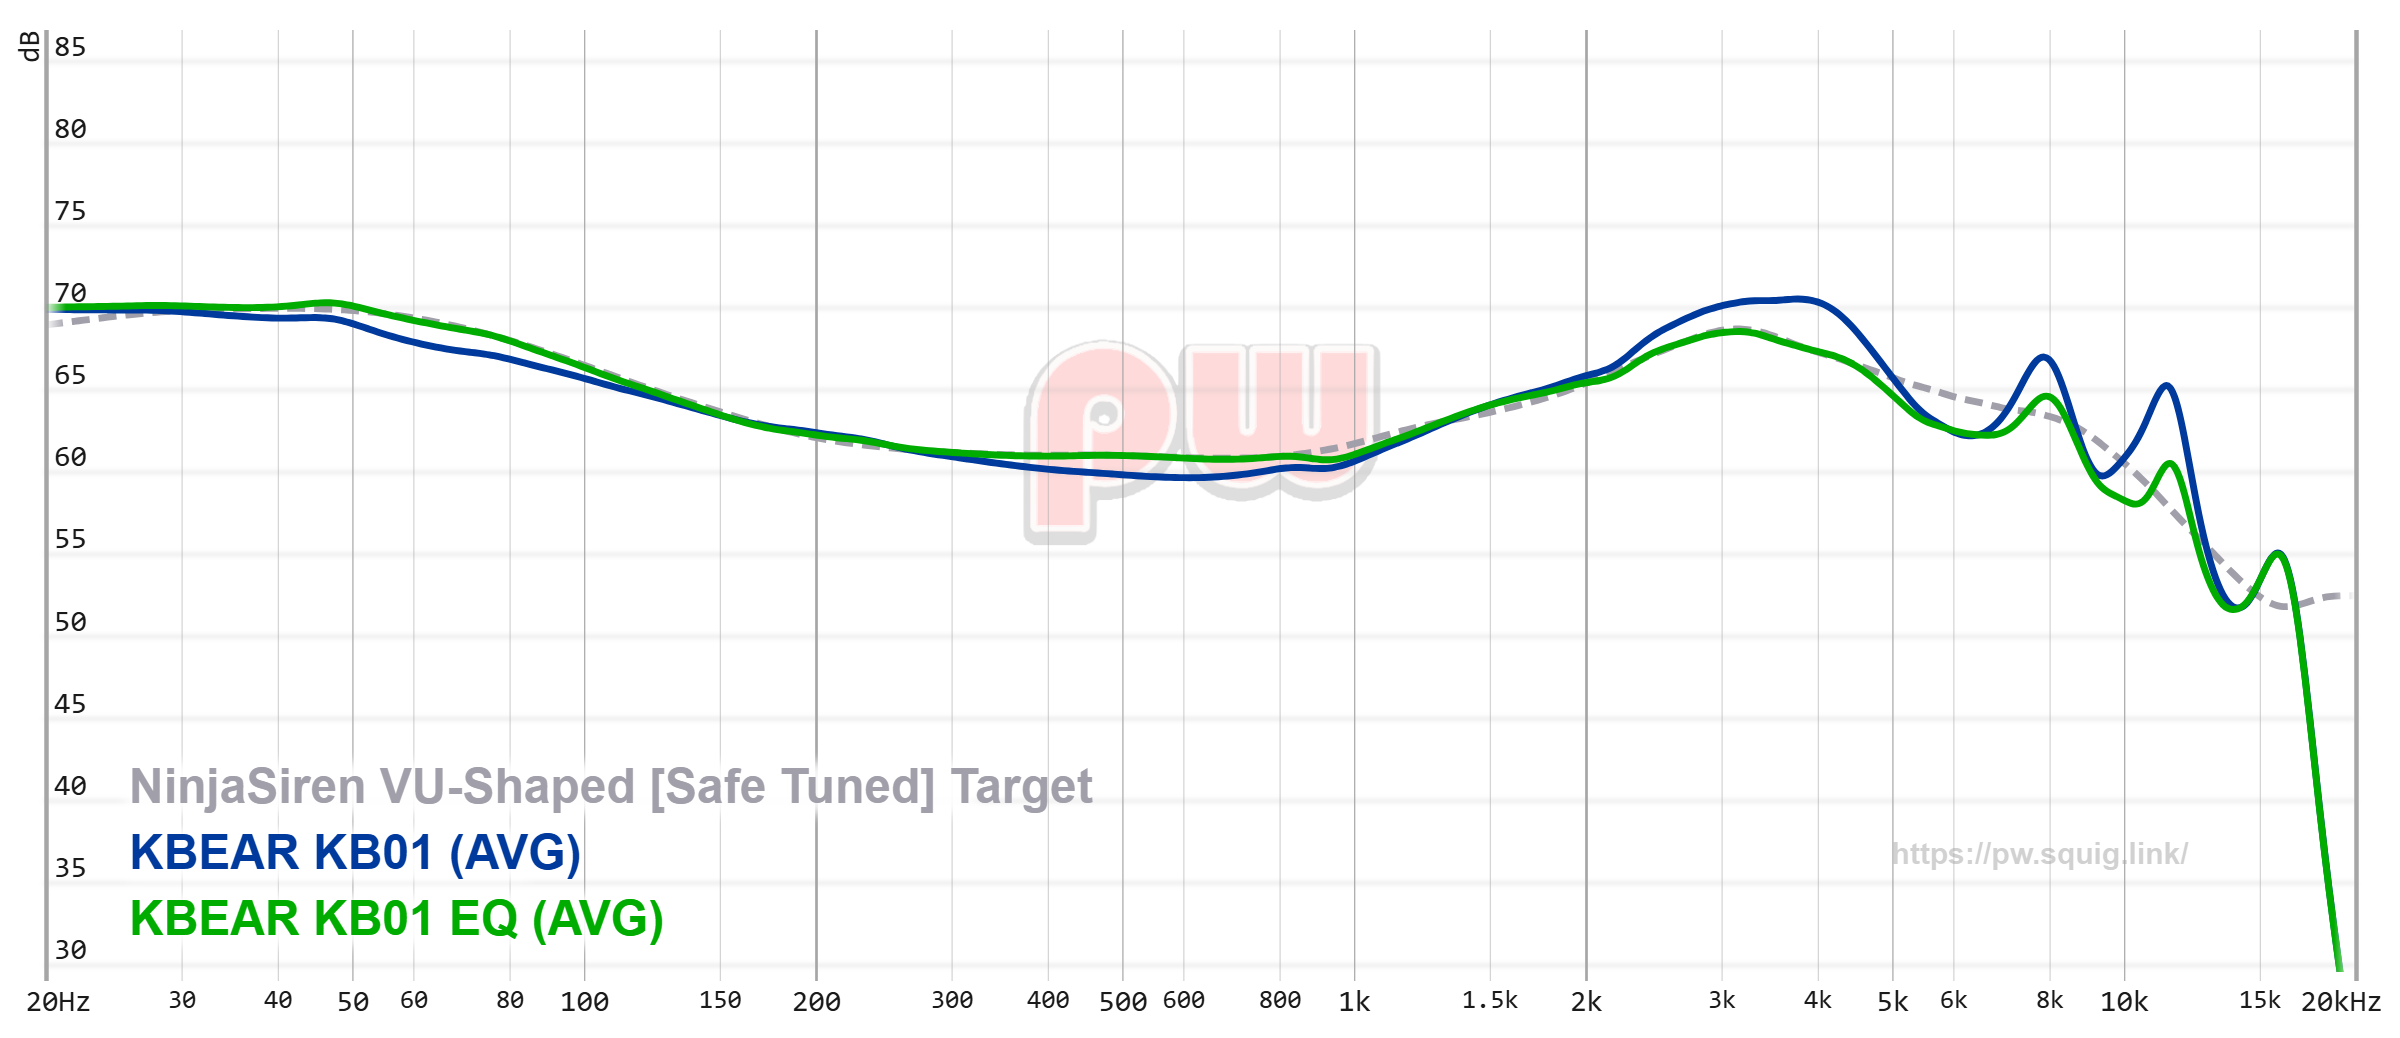 dB
85
80
75
70
65
60
55
50
45
40
35
30
pw
NinjaSiren VU-Shaped [Safe Tuned] Target
KBEAR KB01 (AVG)
KBEAR KB01 EQ (AVG)
https://pw.squig.link/
20Hz 30 40 50 60 80 100 150 200 300 400 500 600 800 1k 1.5k 2k 3k 4k 5k 6k 8k 10k 15k 20kHz